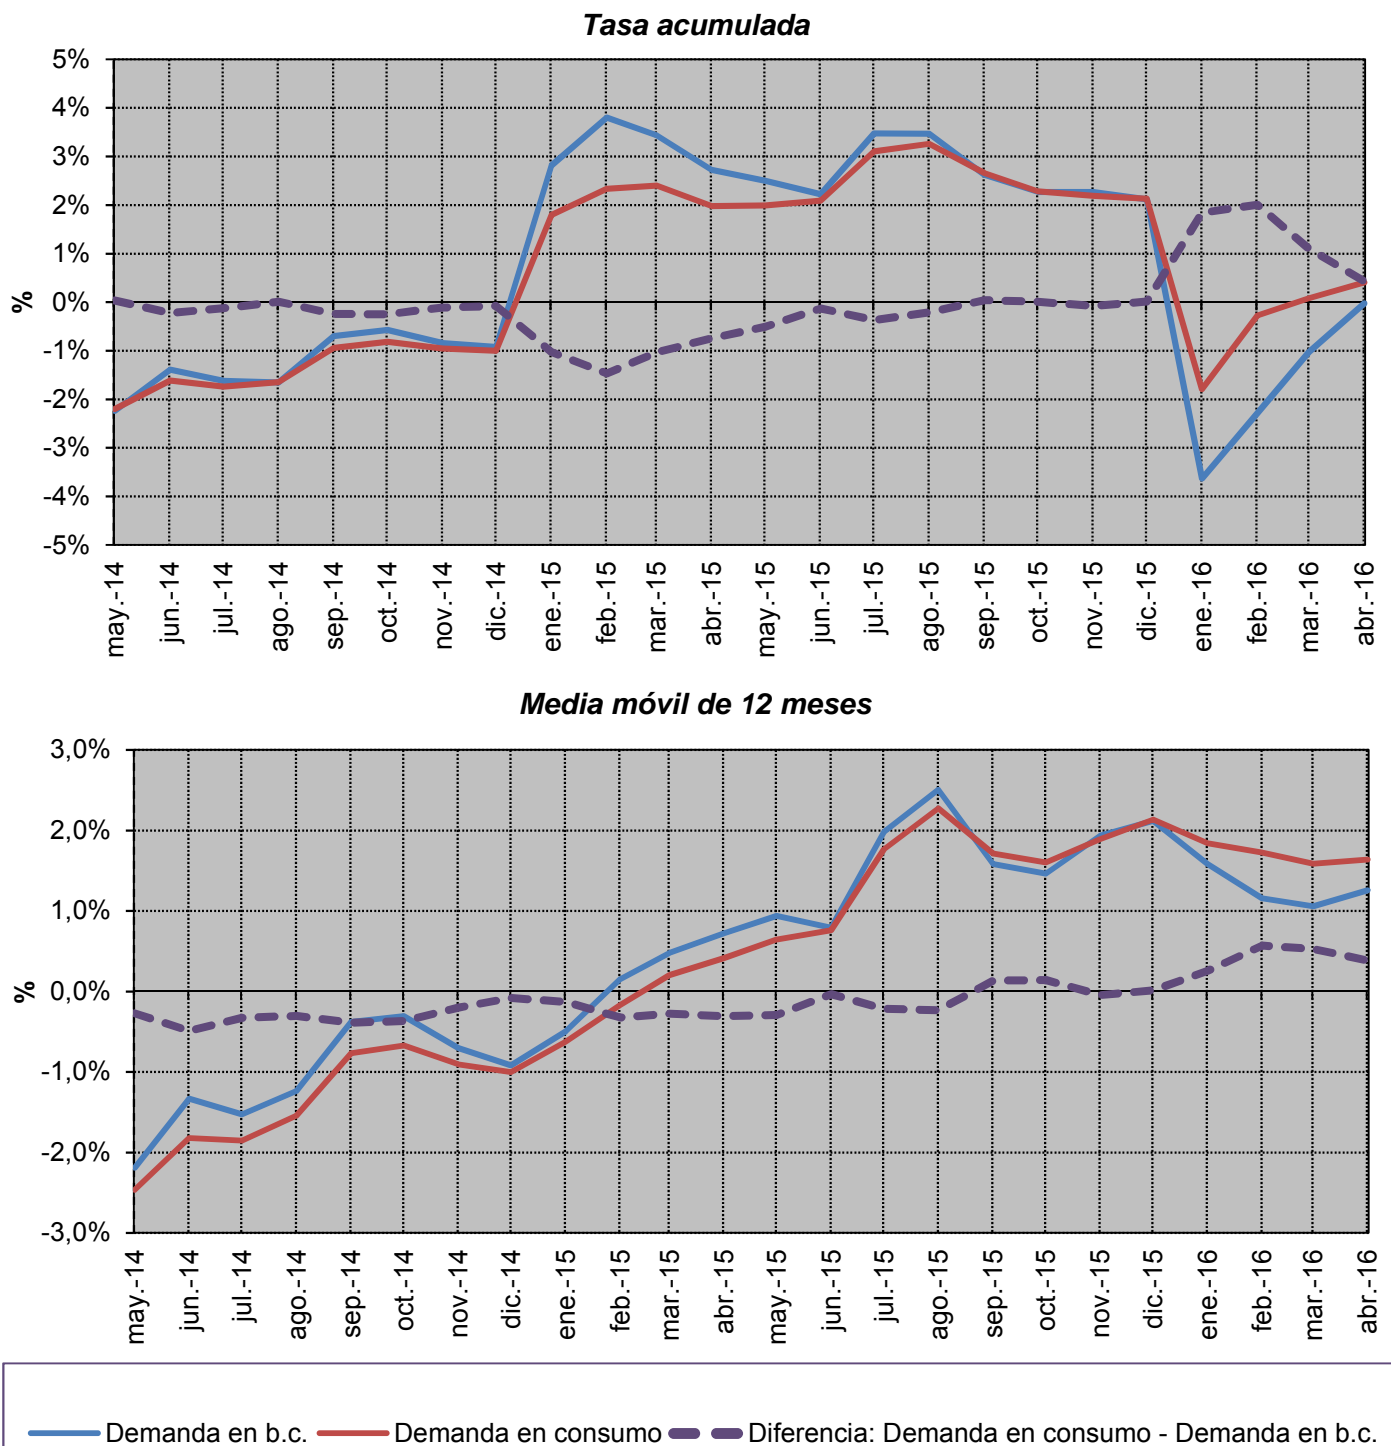 Tasa acumulada
5%
4%
3%
2%
1%
0%
-1%
-2%
-3%
-4%
-5%
%
may.-14
jun.-14
jul.-14
ago.-14
sep.-14
oct.-14
nov.-14
dic.-14
ene.-15
feb.-15
mar.-15
abr.-15
may.-15
jun.-15
jul.-15
ago.-15
sep.-15
oct.-15
nov.-15
dic.-15
ene.-16
feb.-16
mar.-16
abr.-16
Media móvil de 12 meses
3,0%
2,0%
1,0%
0,0%
-1,0%
-2,0%
-3,0%
%
may.-14
jun.-14
jul.-14
ago.-14
sep.-14
oct.-14
nov.-14
dic.-14
ene.-15
feb.-15
mar.-15
abr.-15
may.-15
jun.-15
jul.-15
ago.-15
sep.-15
oct.-15
nov.-15
dic.-15
ene.-16
feb.-16
mar.-16
abr.-16
Demanda en b.c. Demanda en consumo Diferencia: Demanda en consumo - Demanda en b.c.